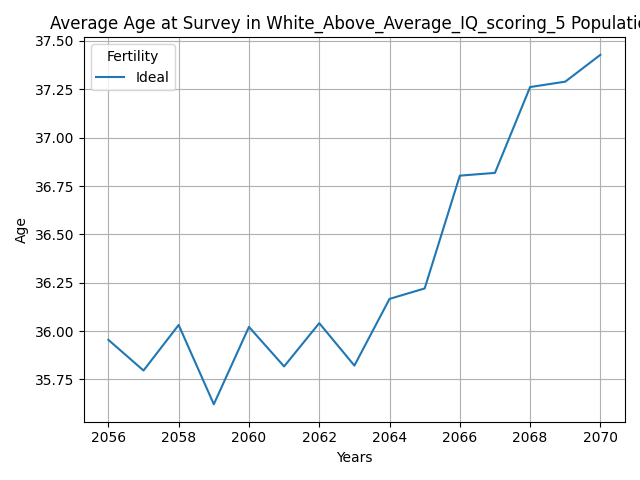 Average Age at Survey in White_Above_Average_IQ_scoring_5
Fertility
Ideal
37.50
37.25
37.00
36.75
36.50
36.25
36.00
35.75
Age
2056 2058 2060 2062 2064 2066 2068 2070
Years